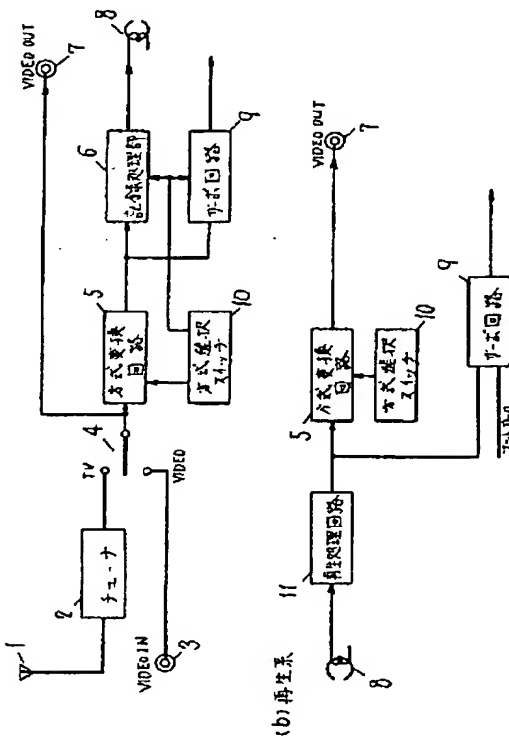 1
2
チューナ
VIDEO IN
3
TV
4
VIDEO
5
方式変換
回路
10
方式選択
スイッチ
6
記録処理部
9
サーボ回路
VIDEO OUT
7
8
(b) 再生系
8
11
再生処理回路
5
方式変換
回路
10
方式選択
スイッチ
VIDEO OUT
7
9
サーボ回路